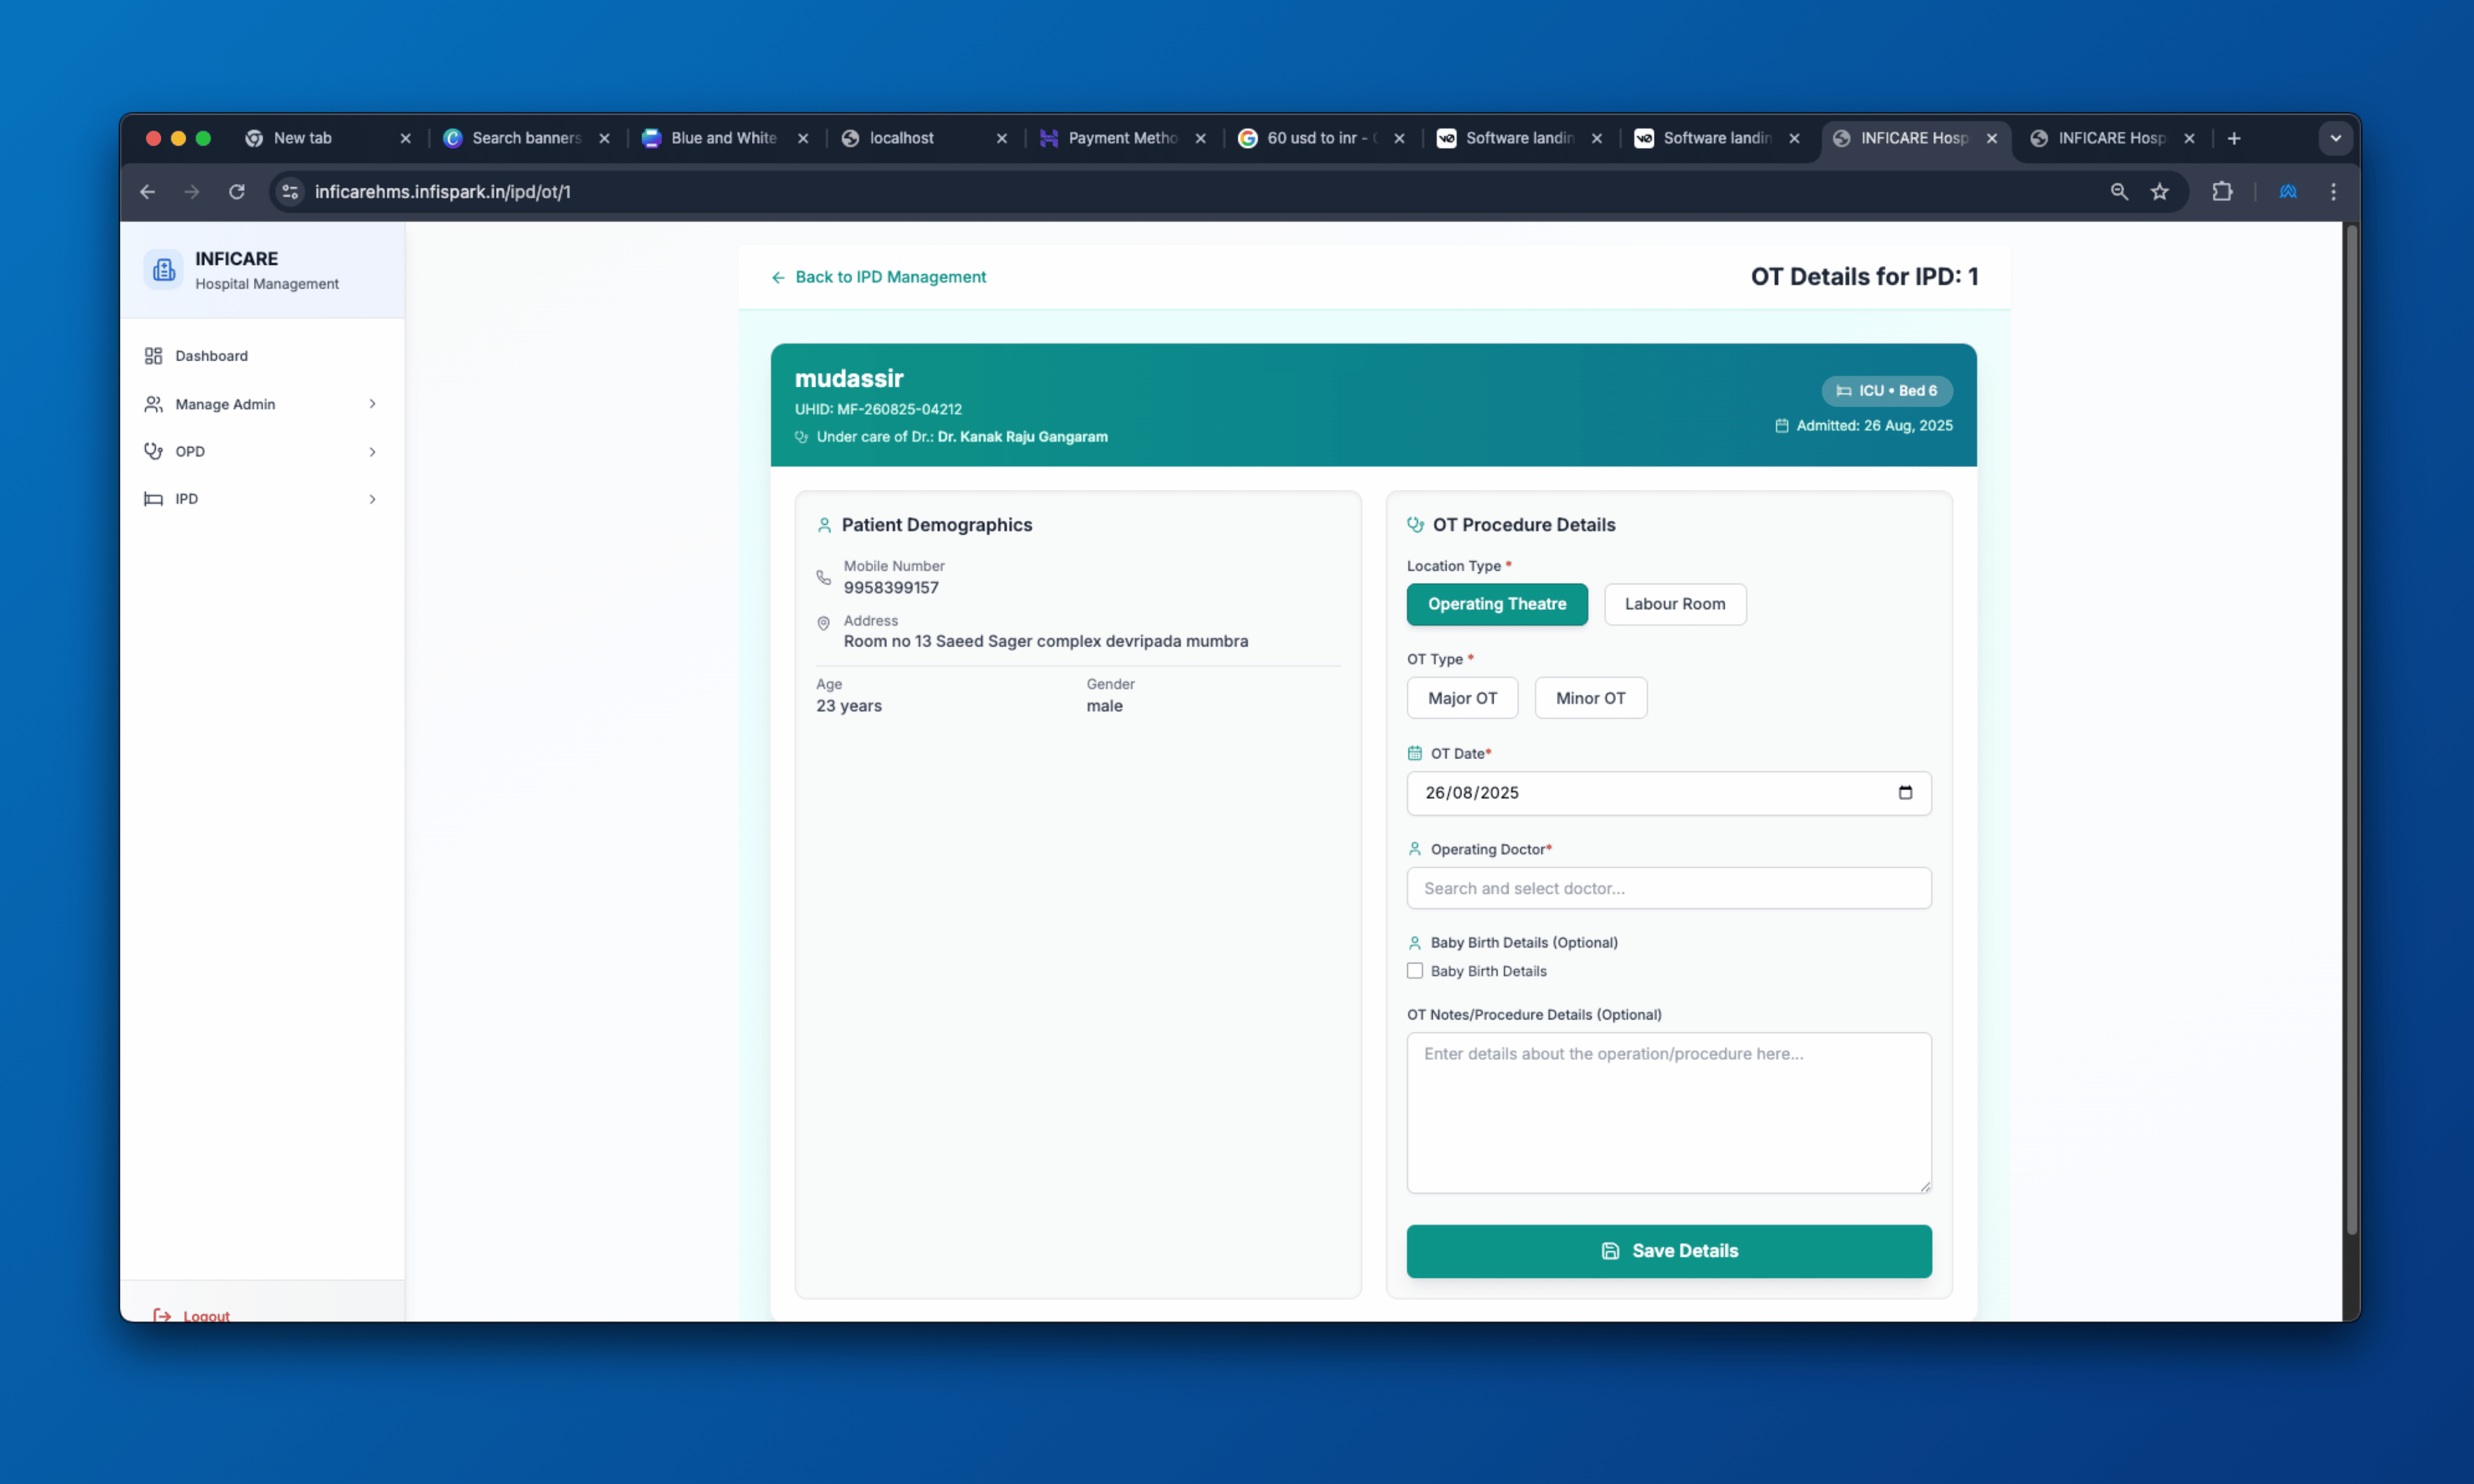 New tab
Search banners
Blue and White
localhost
Payment Metho
60 usd to inr -
Software landin
Software landin
INFICARE Hosp
INFICARE Hosp
inficarehms.infispark.in/ipd/ot/1
INFICARE
Hospital Management
Dashboard
Manage Admin
OPD
IPD
Logout
Back to IPD Management
OT Details for IPD: 1
mudassir
UHID: MF-260825-04212
Under care of Dr.: Dr. Kanak Raju Gangaram
ICU • Bed 6
Admitted: 26 Aug, 2025
Patient Demographics
Mobile Number
9958399157
Address
Room no 13 Saeed Sager complex devripada mumbra
Age
23 years
Gender
male
OT Procedure Details
Location Type *
Operating Theatre
Labour Room
OT Type *
Major OT
Minor OT
OT Date*
26/08/2025
Operating Doctor*
Search and select doctor...
Baby Birth Details (Optional)
Baby Birth Details
OT Notes/Procedure Details (Optional)
Enter details about the operation/procedure here...
Save Details